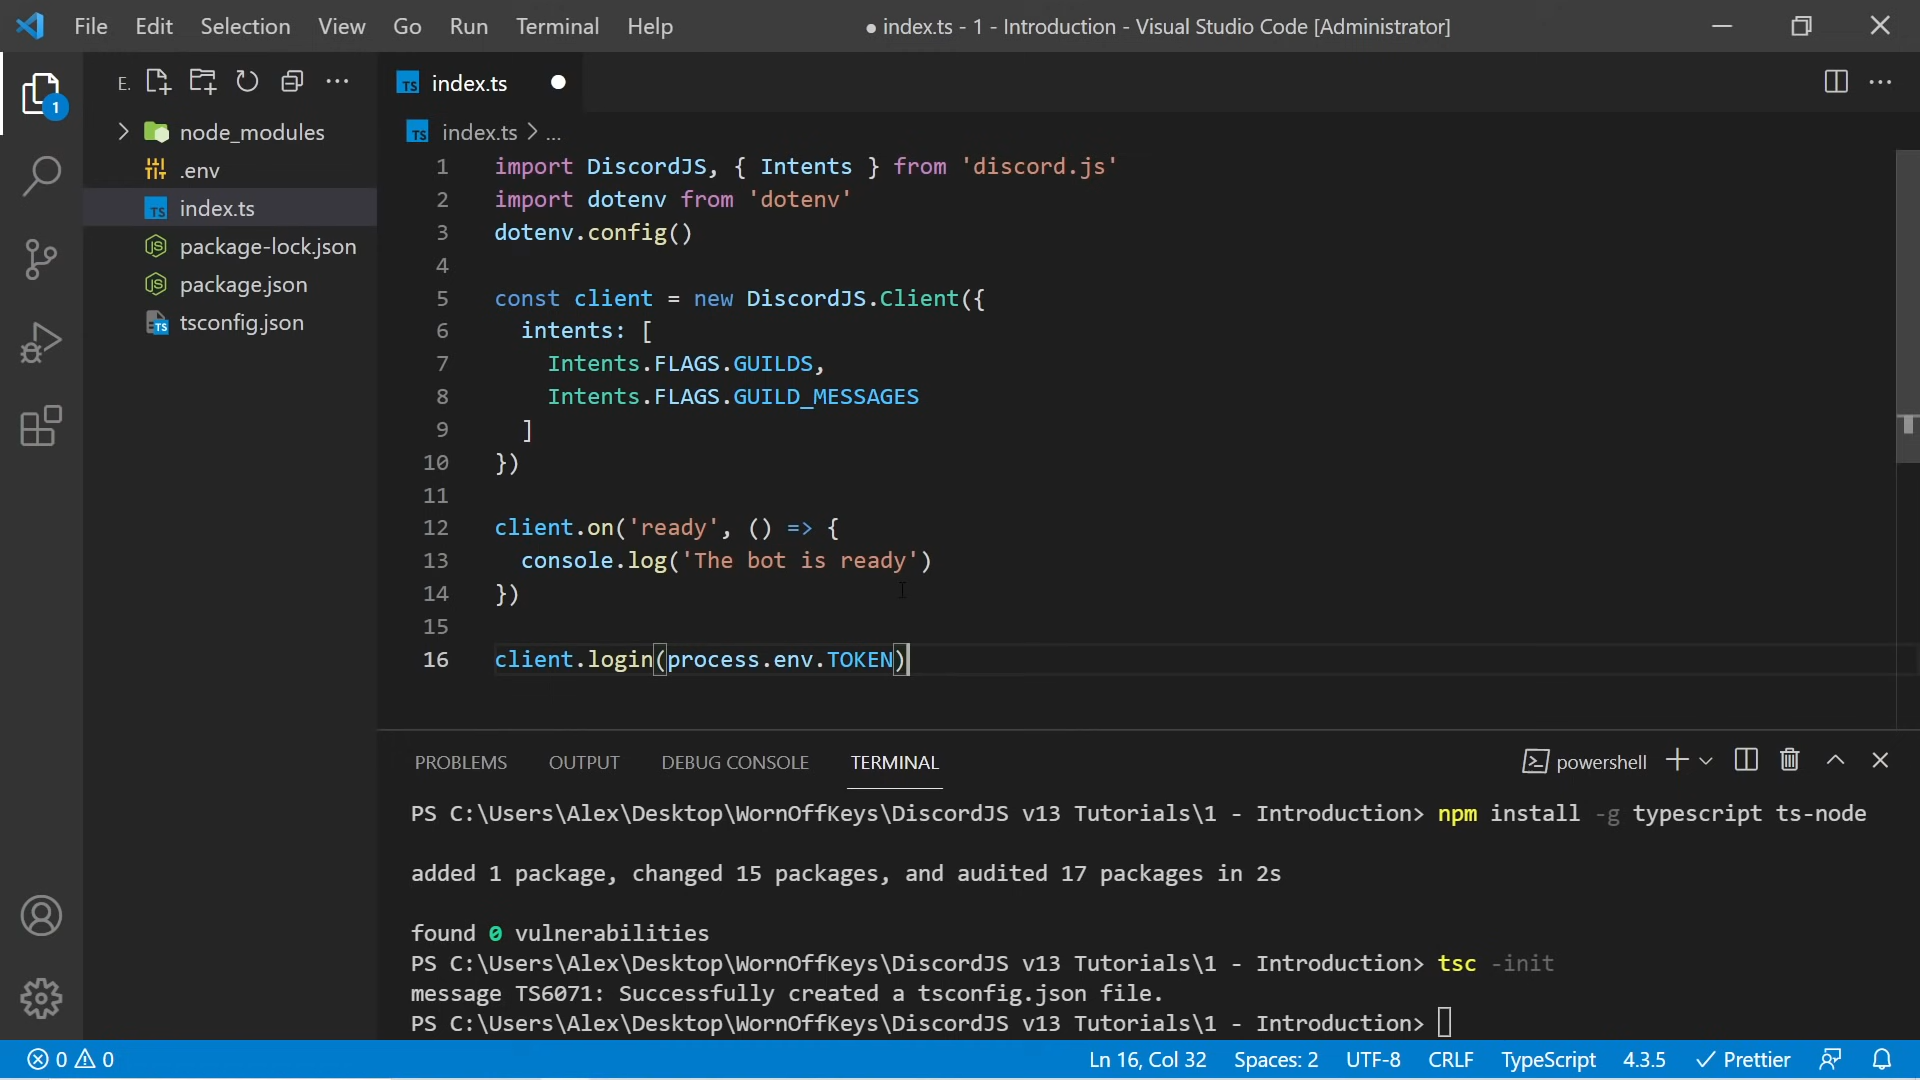 File Edit Selection View Go Run Terminal Help
● index.ts - 1 - Introduction - Visual Studio Code [Administrator]
E.
1
node_modules
.env
TS index.ts
JS package-lock.json
JS package.json
TS tsconfig.json
TS index.ts
TS index.ts > ...
1 import DiscordJS, { Intents } from 'discord.js'
2 import dotenv from 'dotenv'
3 dotenv.config()
4
5 const client = new DiscordJS.Client({
6   intents: [
7     Intents.FLAGS.GUILDS,
8     Intents.FLAGS.GUILD_MESSAGES
9   ]
10 })
11
12 client.on('ready', () => {
13   console.log('The bot is ready')
14 })
15
16 client.login(process.env.TOKEN)
PROBLEMS OUTPUT DEBUG CONSOLE TERMINAL powershell
PS C:\Users\Alex\Desktop\WornOffKeys\DiscordJS v13 Tutorials\1 - Introduction> npm install -g typescript ts-node
added 1 package, changed 15 packages, and audited 17 packages in 2s
found 0 vulnerabilities
PS C:\Users\Alex\Desktop\WornOffKeys\DiscordJS v13 Tutorials\1 - Introduction> tsc -init
message TS6071: Successfully created a tsconfig.json file.
PS C:\Users\Alex\Desktop\WornOffKeys\DiscordJS v13 Tutorials\1 - Introduction>
0 0 Ln 16, Col 32 Spaces: 2 UTF-8 CRLF TypeScript 4.3.5 Prettier